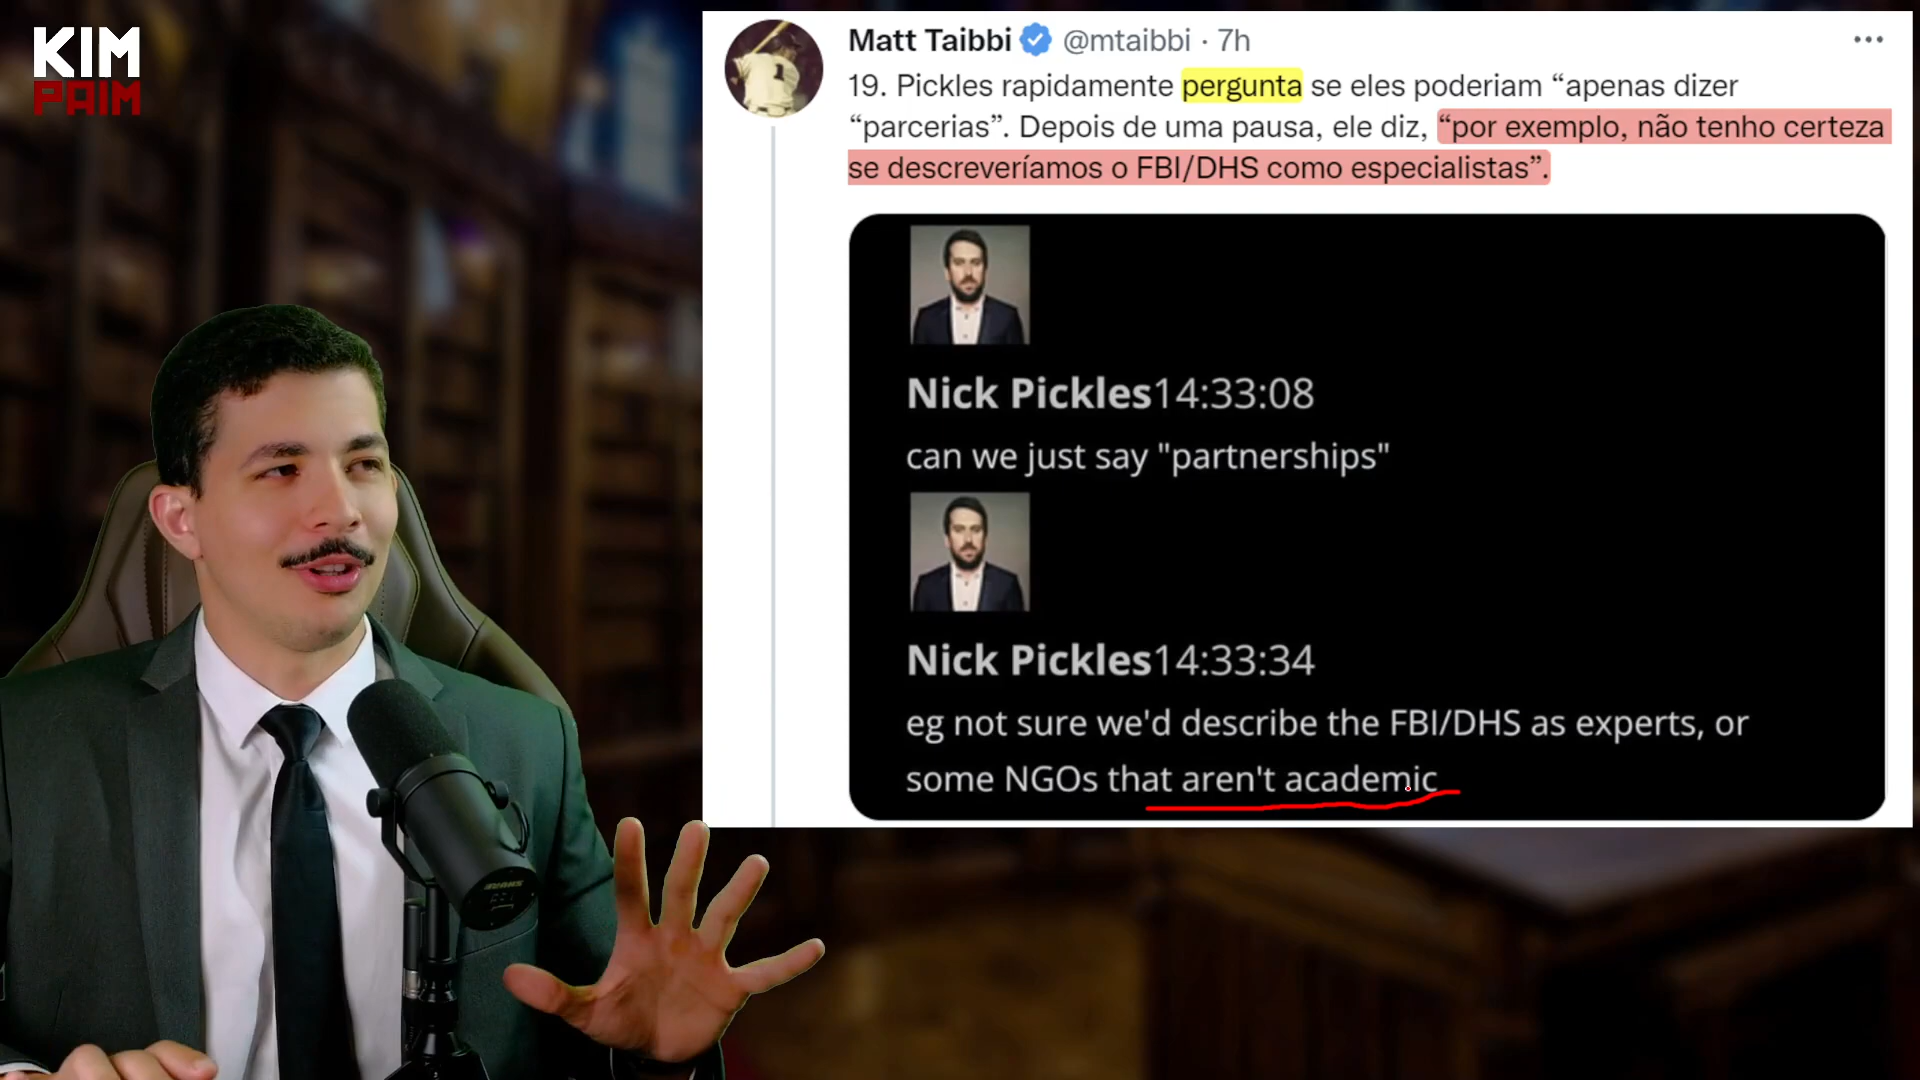 KIM
PAIM
Matt Taibbi @mtaibbi · 7h
19. Pickles rapidamente pergunta se eles poderiam “apenas dizer
“parcerias”. Depois de uma pausa, ele diz, “por exemplo, não tenho certeza
se descreveríamos o FBI/DHS como especialistas”.
Nick Pickles14:33:08
can we just say "partnerships"
Nick Pickles14:33:34
eg not sure we'd describe the FBI/DHS as experts, or
some NGOs that aren't academic